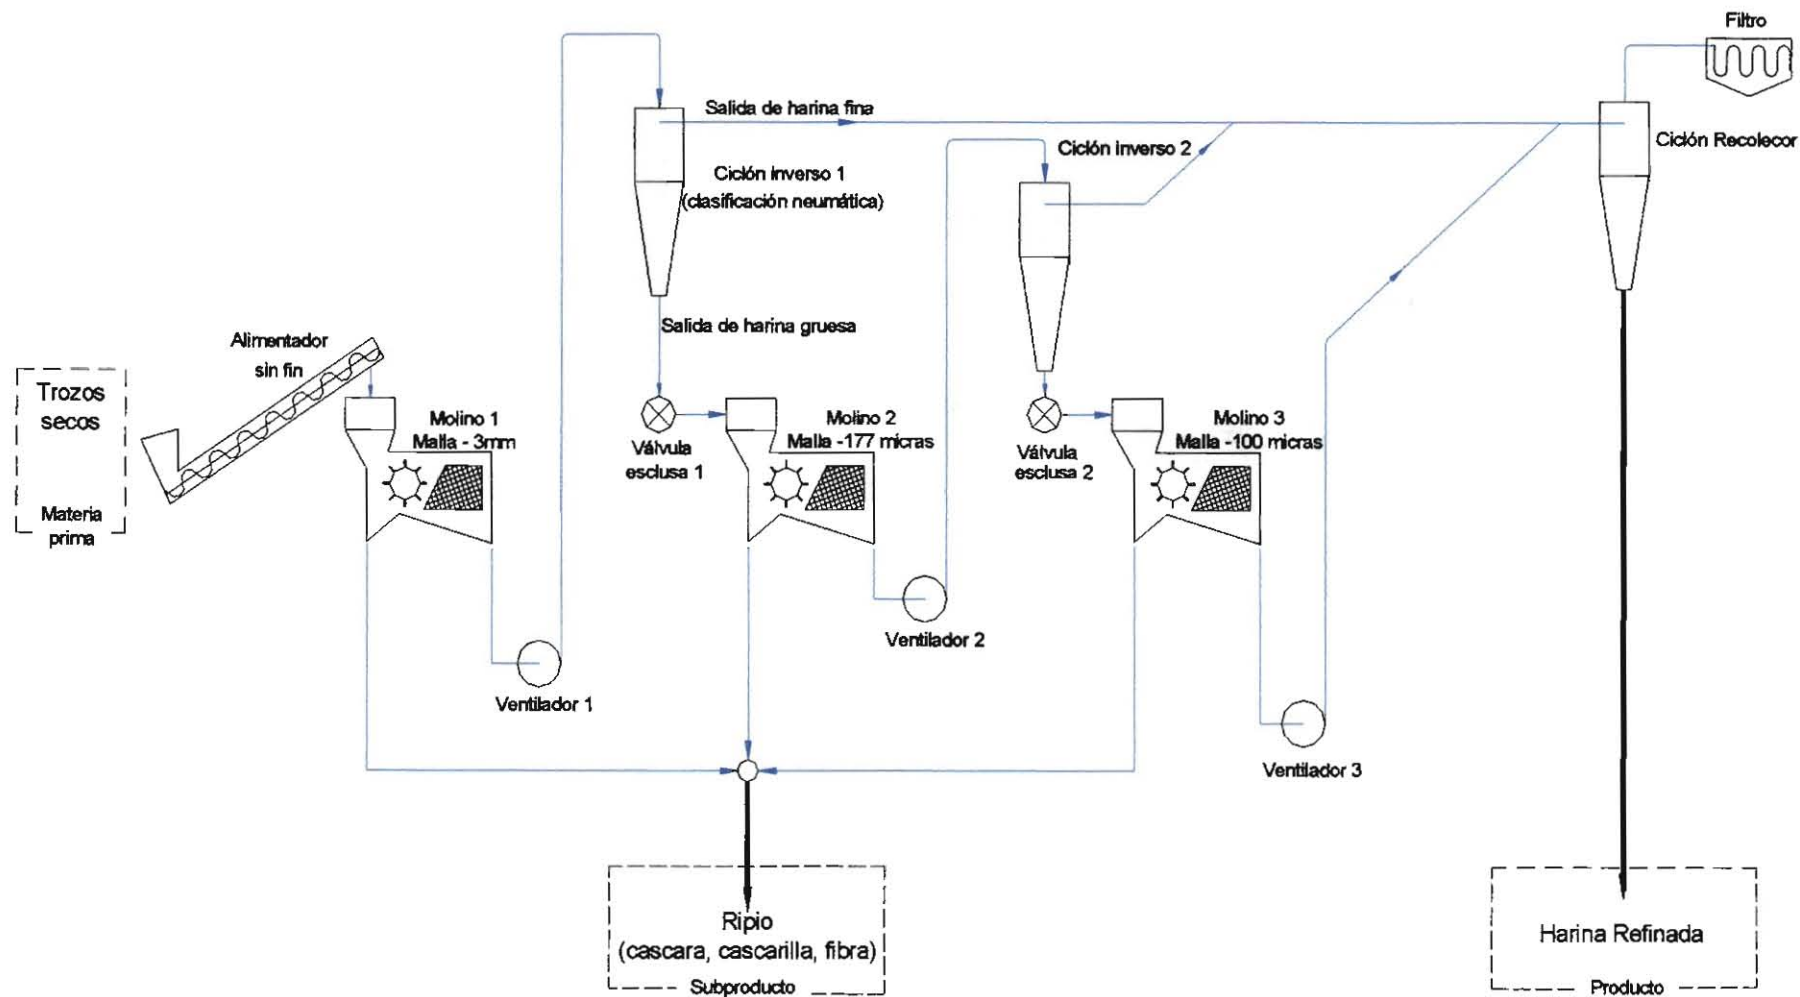 Filtro
Salida de harina fina
Ciclón inverso 2
Ciclón Recolecor
Ciclón inverso 1
(clasificación neumática)
Salida de harina gruesa
Alimentador
sin fin
Trozos
secos
Materia
prima
Molino 1
Malla - 3mm
Válvula
esclusa 1
Molino 2
Malla -177 micras
Válvula
esclusa 2
Molino 3
Malla -100 micras
Ventilador 1
Ventilador 2
Ventilador 3
Ripio
(cascara, cascarilla, fibra)
Subproducto
Harina Refinada
Producto